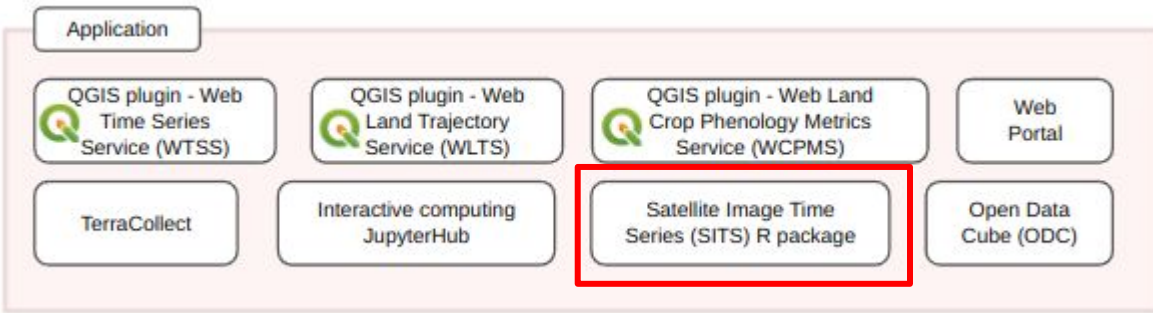 Application
QGIS plugin - Web
Time Series
Service (WTSS)
QGIS plugin - Web
Land Trajectory
Service (WLTS)
QGIS plugin - Web Land
Crop Phenology Metrics
Service (WCPMS)
Web
Portal
TerraCollect
Interactive computing
JupyterHub
Satellite Image Time
Series (SITS) R package
Open Data
Cube (ODC)